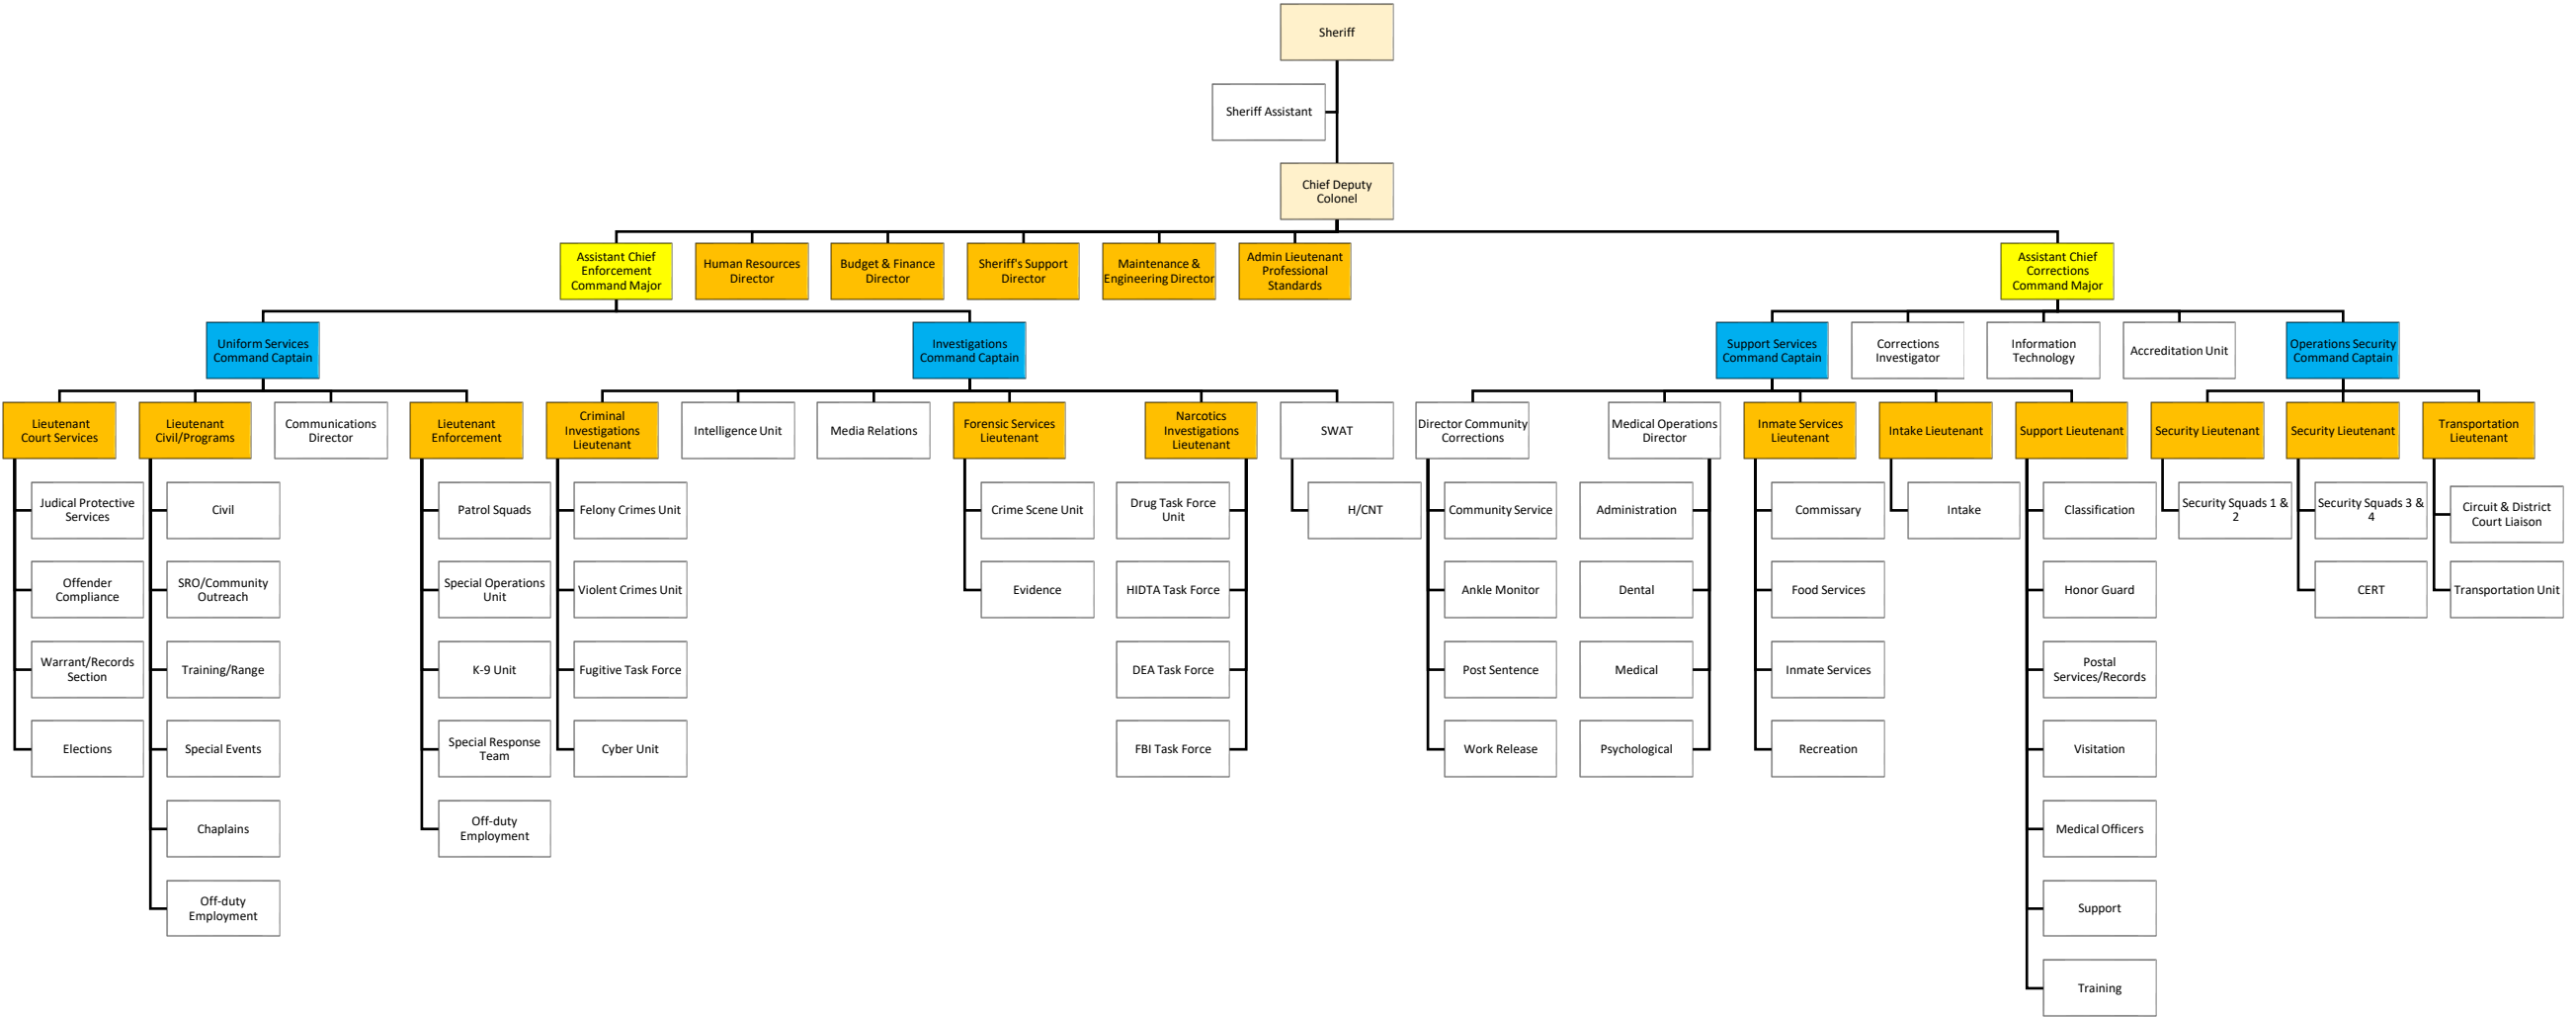 Sheriff
Sheriff Assistant
Chief Deputy
Colonel
Assistant Chief
Enforcement
Command Major
Human Resources
Director
Budget & Finance
Director
Sheriff's Support
Director
Maintenance &
Engineering Director
Admin Lieutenant
Professional
Standards
Assistant Chief
Corrections
Command Major
Uniform Services
Command Captain
Investigations
Command Captain
Support Services
Command Captain
Corrections
Investigator
Information
Technology
Accreditation Unit
Operations Security
Command Captain
Lieutenant
Court Services
Lieutenant
Civil/Programs
Communications
Director
Lieutenant
Enforcement
Criminal
Investigations
Lieutenant
Intelligence Unit
Media Relations
Forensic Services
Lieutenant
Narcotics
Investigations
Lieutenant
SWAT
Director Community
Corrections
Medical Operations
Director
Inmate Services
Lieutenant
Intake Lieutenant
Support Lieutenant
Security Lieutenant
Security Lieutenant
Transportation
Lieutenant
Judical Protective
Services
Civil
Patrol Squads
Felony Crimes Unit
Crime Scene Unit
Drug Task Force
Unit
H/CNT
Community Service
Administration
Commissary
Intake
Classification
Security Squads 1 &
2
Security Squads 3 &
4
Circuit & District
Court Liaison
Offender
Compliance
SRO/Community
Outreach
Special Operations
Unit
Violent Crimes Unit
Evidence
HIDTA Task Force
Ankle Monitor
Dental
Food Services
Honor Guard
CERT
Transportation Unit
Warrant/Records
Section
Training/Range
K-9 Unit
Fugitive Task Force
DEA Task Force
Post Sentence
Medical
Inmate Services
Postal
Services/Records
Elections
Special Events
Special Response
Team
Cyber Unit
FBI Task Force
Work Release
Psychological
Recreation
Visitation
Chaplains
Off-duty
Employment
Medical Officers
Off-duty
Employment
Support
Training